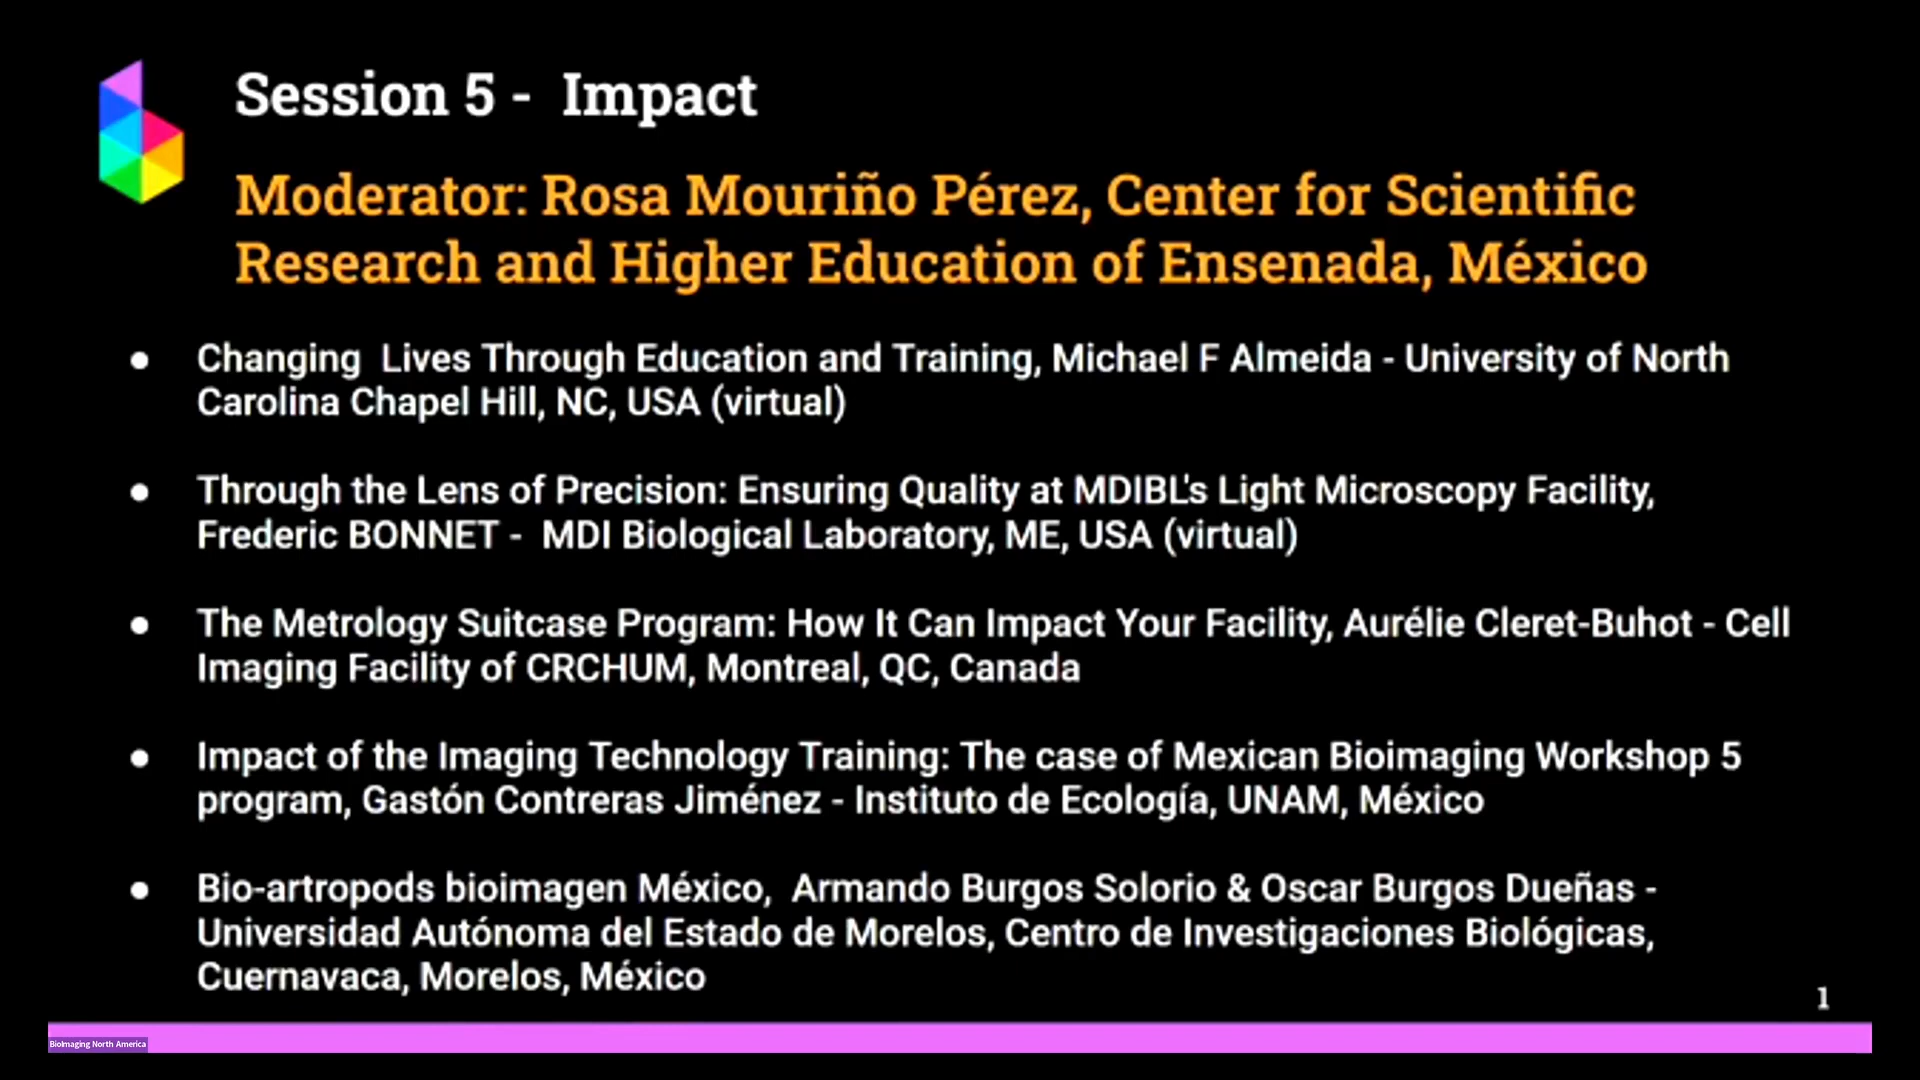 Session 5 -  Impact
Moderator: Rosa Mouriño Pérez, Center for Scientific
Research and Higher Education of Ensenada, México
● Changing  Lives Through Education and Training, Michael F Almeida - University of North
Carolina Chapel Hill, NC, USA (virtual)
● Through the Lens of Precision: Ensuring Quality at MDIBL's Light Microscopy Facility,
Frederic BONNET -  MDI Biological Laboratory, ME, USA (virtual)
● The Metrology Suitcase Program: How It Can Impact Your Facility, Aurélie Cleret-Buhot - Cell
Imaging Facility of CRCHUM, Montreal, QC, Canada
● Impact of the Imaging Technology Training: The case of Mexican Bioimaging Workshop 5
program, Gastón Contreras Jiménez - Instituto de Ecología, UNAM, México
● Bio-artropods bioimagen México,  Armando Burgos Solorio & Oscar Burgos Dueñas -
Universidad Autónoma del Estado de Morelos, Centro de Investigaciones Biológicas,
Cuernavaca, Morelos, México
1
BioImaging North America